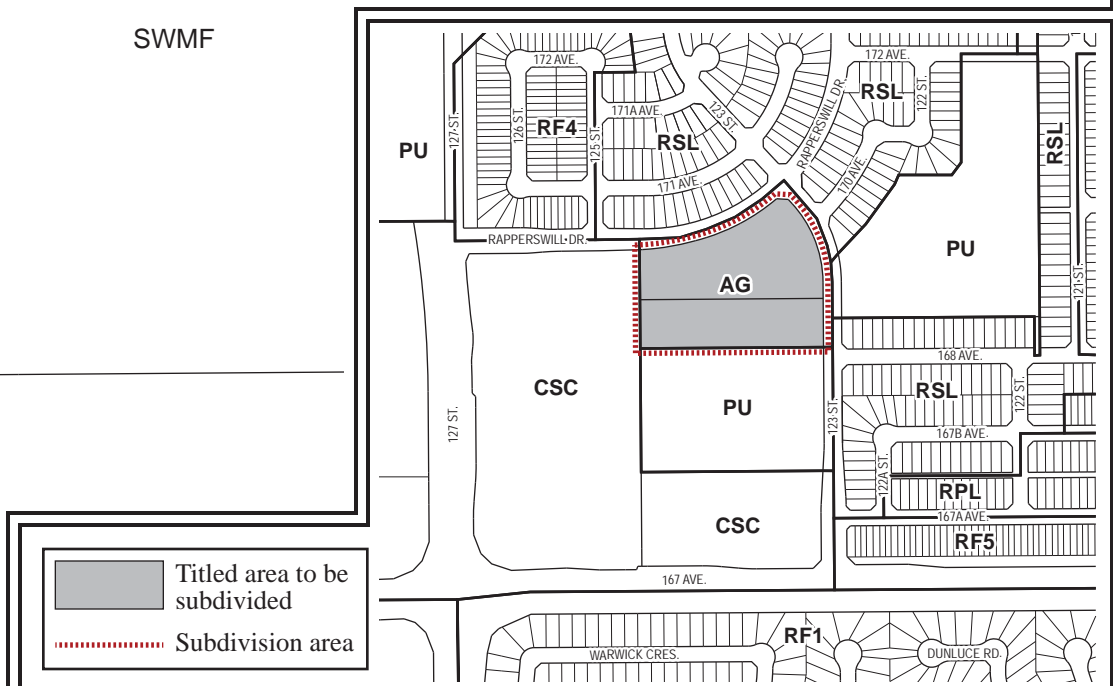 SWMF
172 AVE.
172 AVE.
RSL
122 ST.
127 ST.
126 ST.
RF4
125 ST.
171A AVE.
123 ST.
RSL
RAPPERSWILL DR.
RSL
PU
171 AVE.
170 AVE.
RAPPERSWILL DR.
PU
AG
121 ST.
168 AVE.
CSC
PU
RSL
122 ST.
127 ST.
123 ST.
167B AVE.
122A ST.
RPL
167A AVE.
CSC
RF5
167 AVE.
Titled area to be
subdivided
Subdivision area
RF1
WARWICK CRES.
DUNLUCE RD.